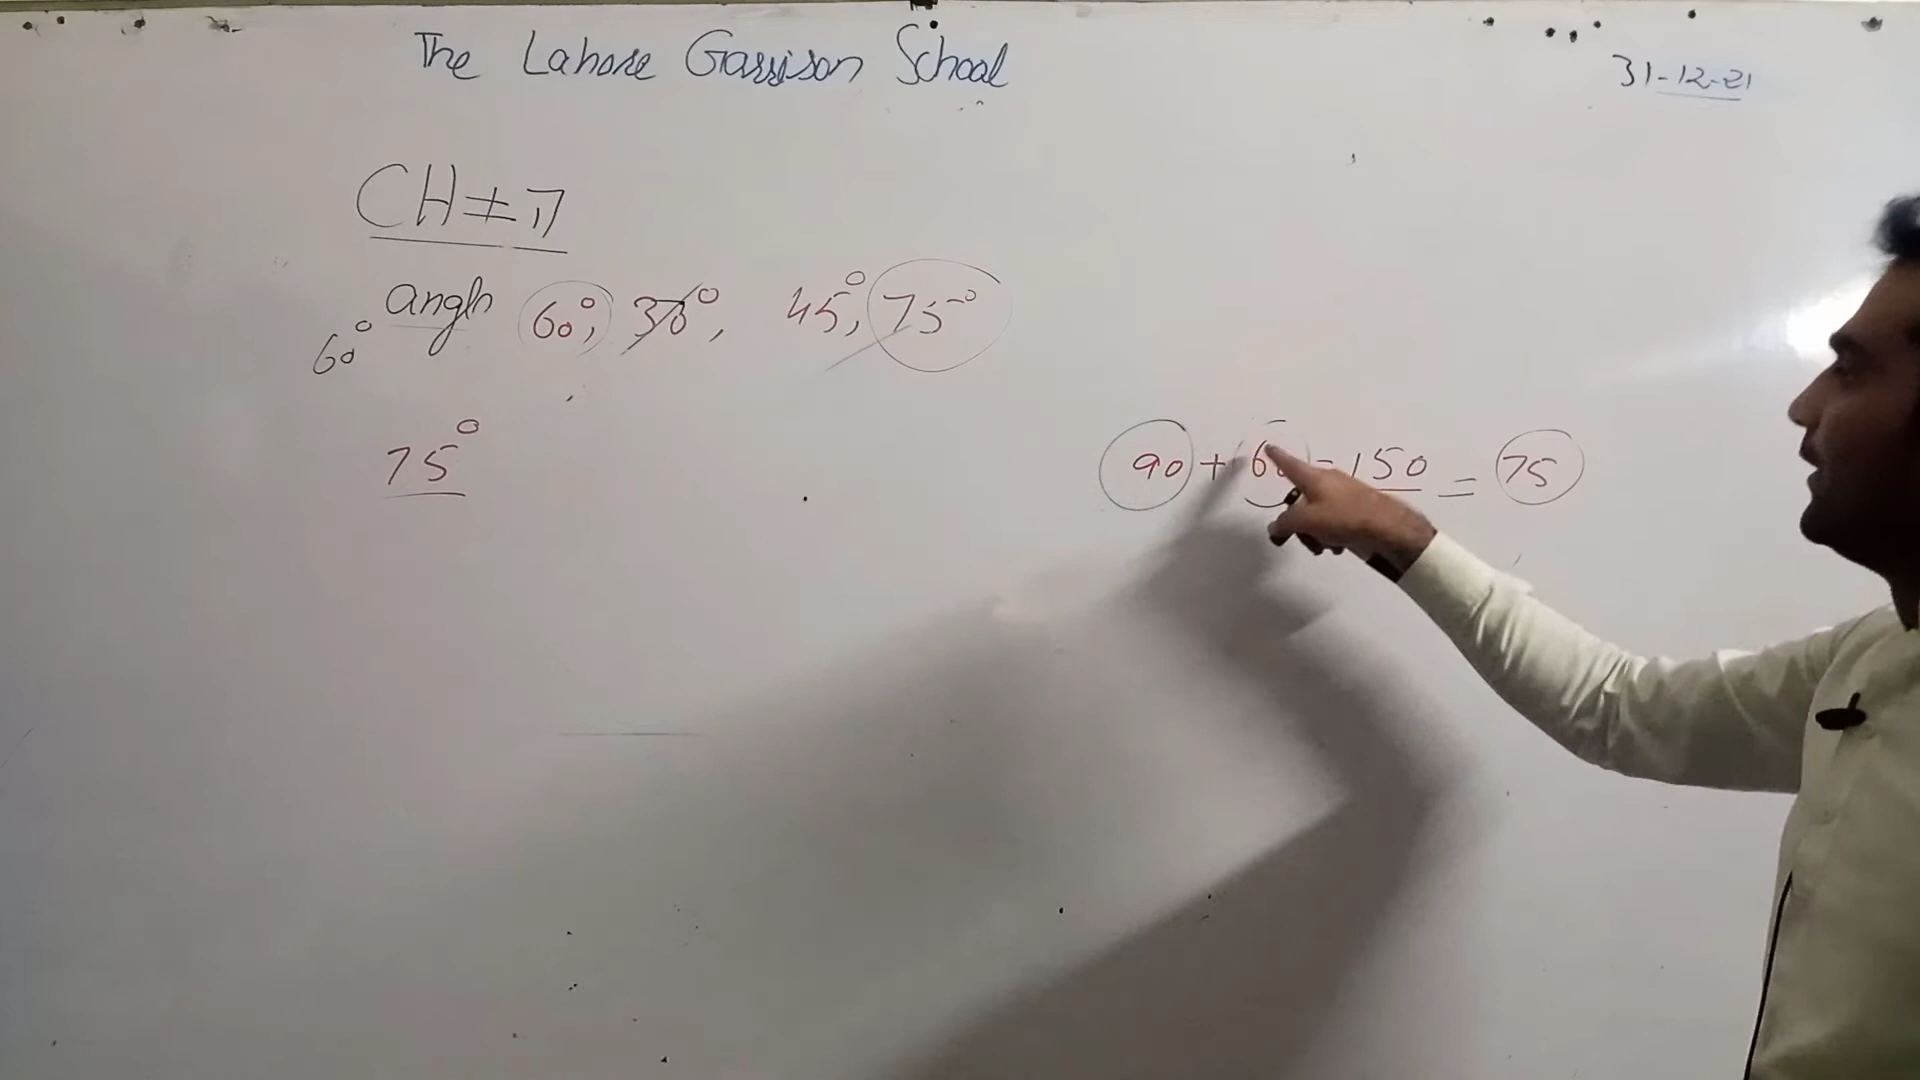 The Lahore Garrison School
31-12-21
CH # 7
angln 60°, 30°, 45°, 75°
60°
75°
90 + 60 = 150 = 75